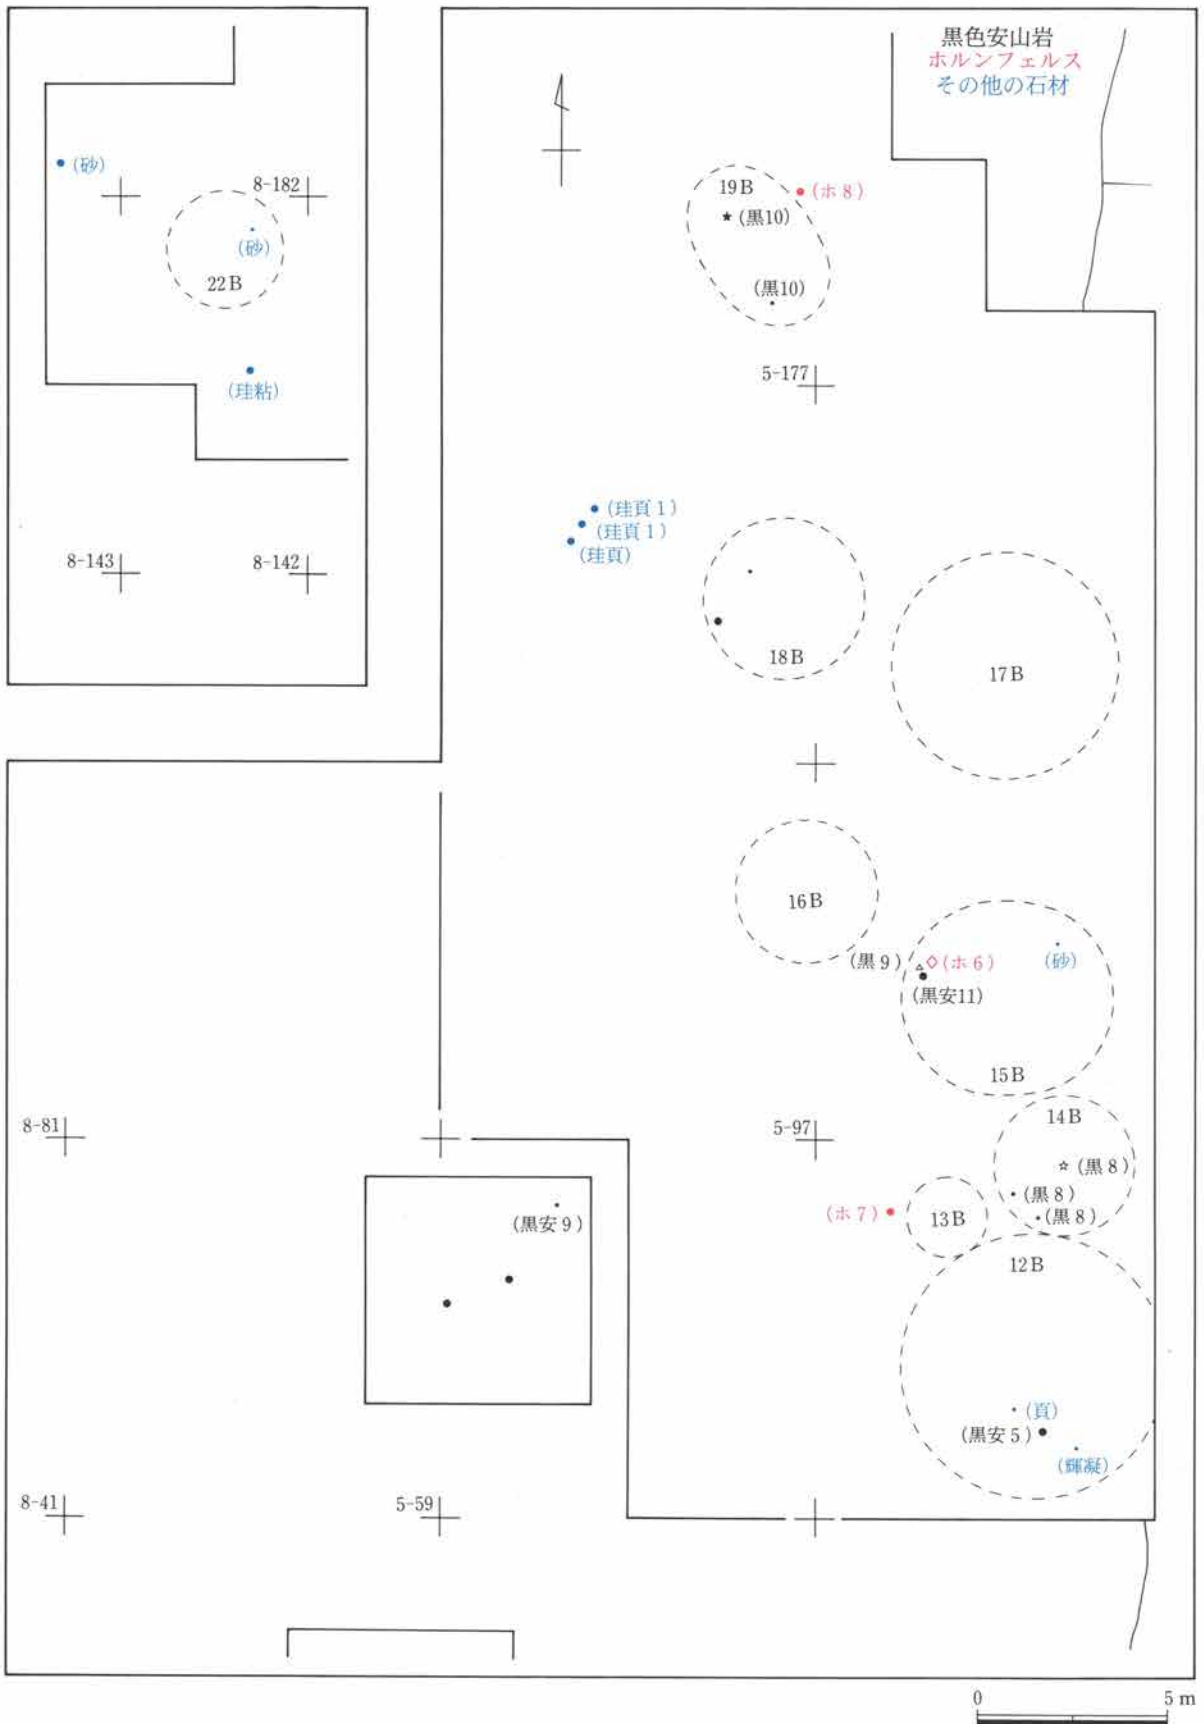 黒色安山岩
ホルンフェルス
その他の石材
(砂)
8-182
(砂)
22B
(珪粘)
8-143
8-142
19B
(ホ8)
(黒10)
(黒10)
5-177
(珪頁1)
(珪頁1)
(珪頁)
18B
17B
16B
(黒9)
(ホ6)
(砂)
(黒安11)
15B
8-81
5-97
14B
(黒8)
(黒8)
(黒8)
(ホ7)
13B
(黒安9)
12B
(頁)
(黒安5)
(輝凝)
8-41
5-59
0
5 m